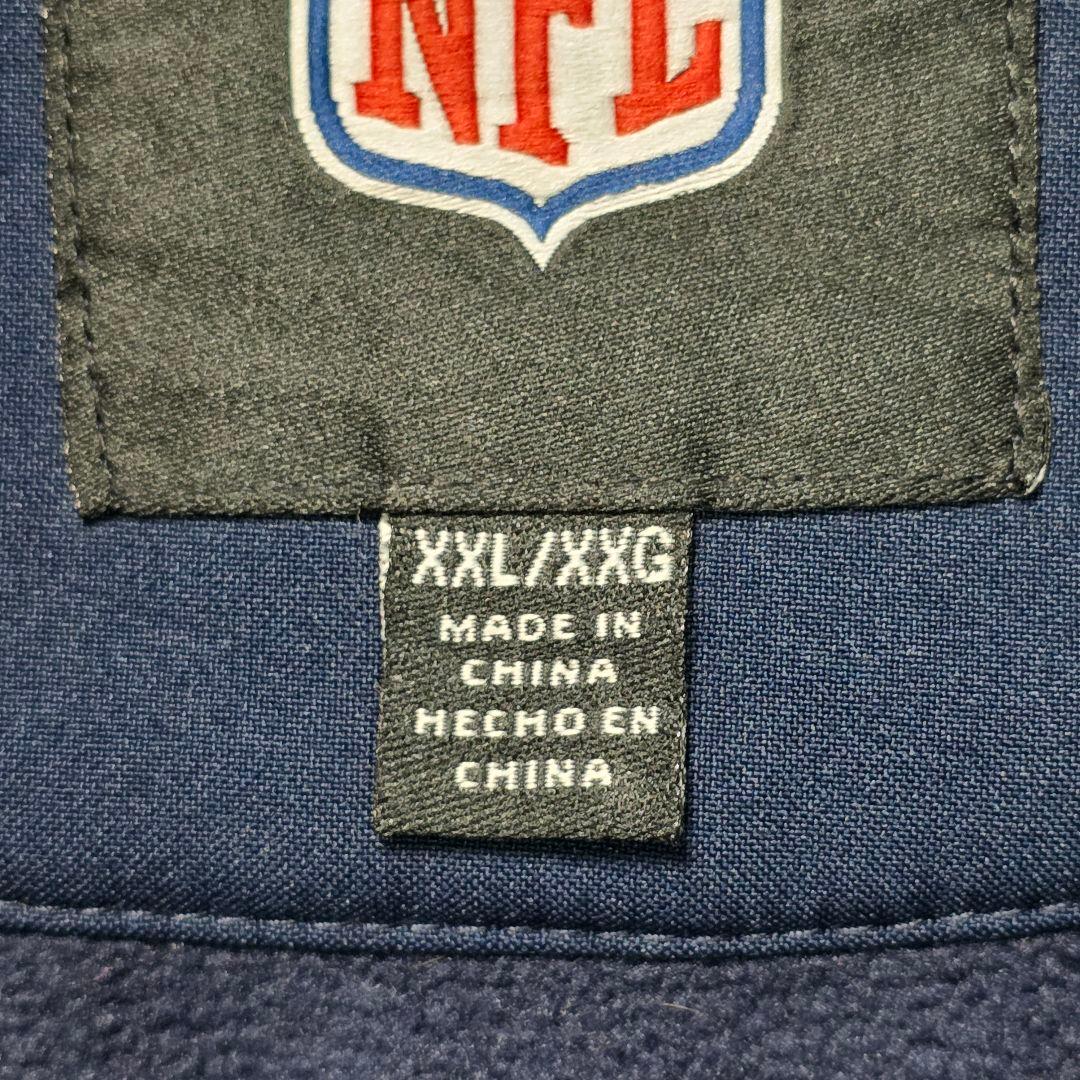 NFL
XXL/XXG
MADE IN
CHINA
HECHO EN
CHINA